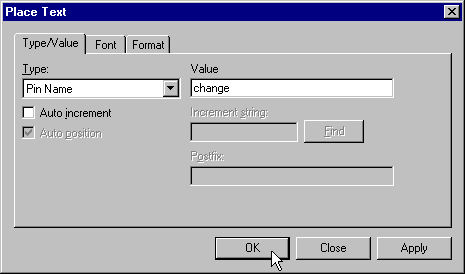 Place Text
Type/Value Font Format
Type: Value
Pin Name change
Auto increment Increment string:
Auto position Find
Postfix:
OK Close Apply